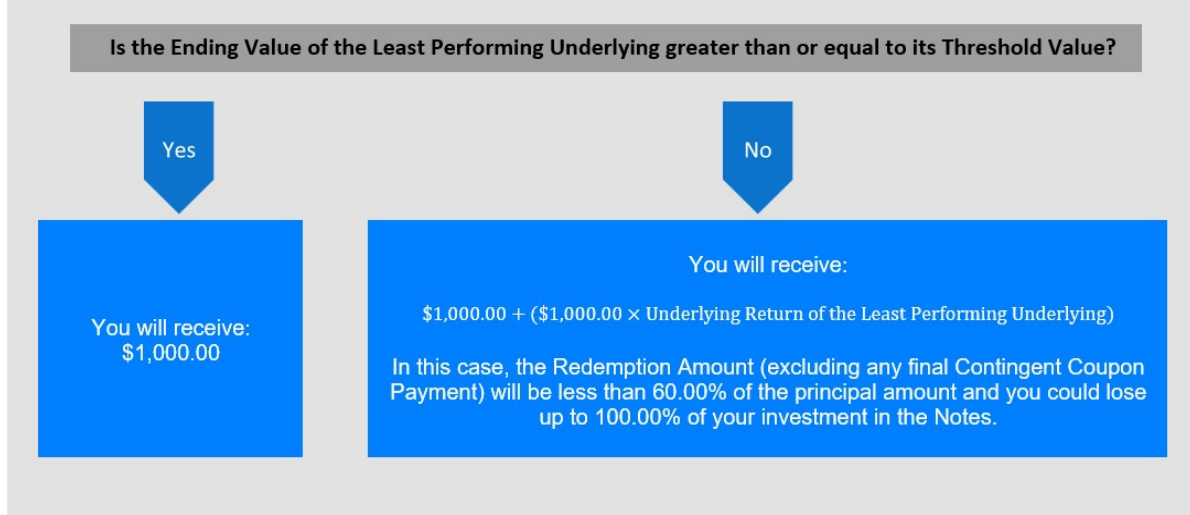 Is the Ending Value of the Least Performing Underlying greater than or equal to its Threshold Value?
Yes
No
You will receive:
$1,000.00
You will receive:
$1,000.00 + ($1,000.00 × Underlying Return of the Least Performing Underlying)
In this case, the Redemption Amount (excluding any final Contingent Coupon
Payment) will be less than 60.00% of the principal amount and you could lose
up to 100.00% of your investment in the Notes.